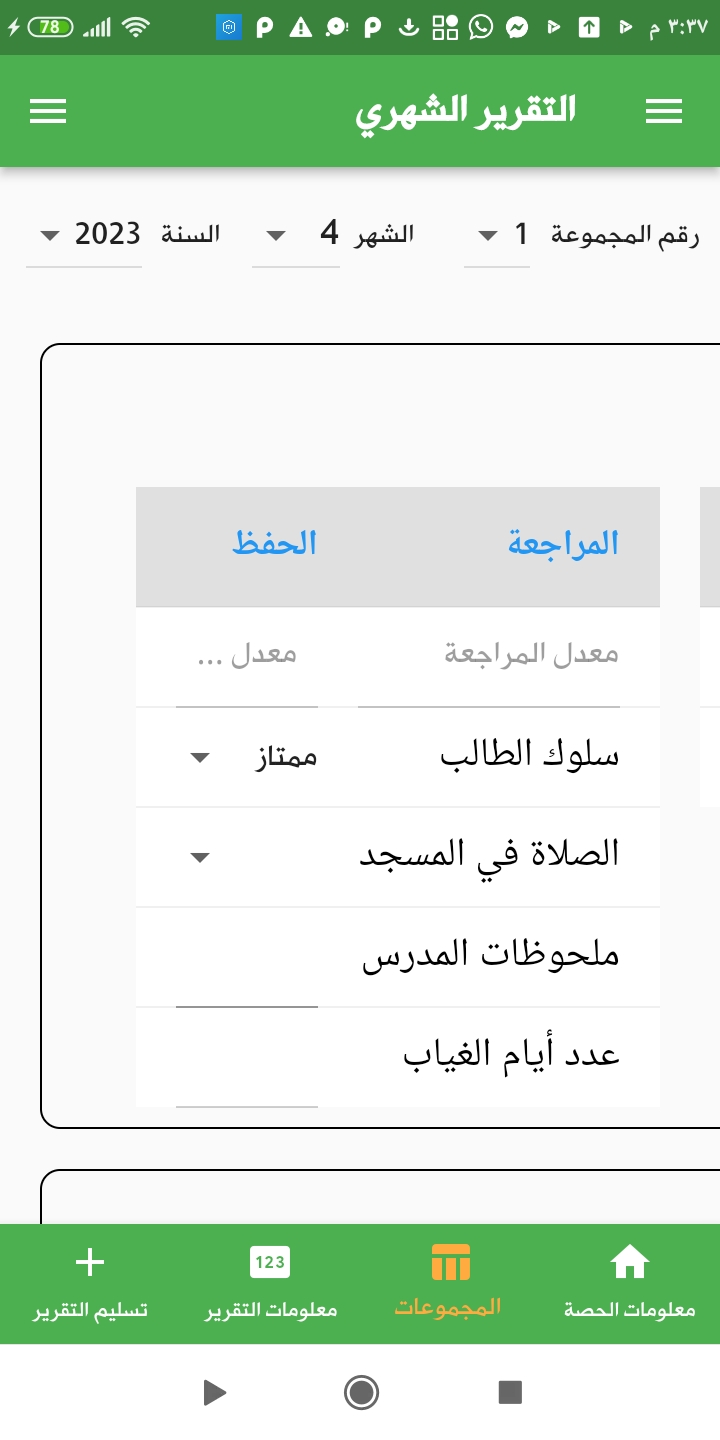 ٣:٣٧ م
78
التقرير الشهري
رقم المجموعة 1 الشهر 4 السنة 2023
المراجعة الحفظ
معدل المراجعة معدل ...
سلوك الطالب ممتاز
الصلاة في المسجد
ملحوظات المدرس
عدد أيام الغياب
123
معلومات الحصة المجموعات معلومات التقرير تسليم التقرير